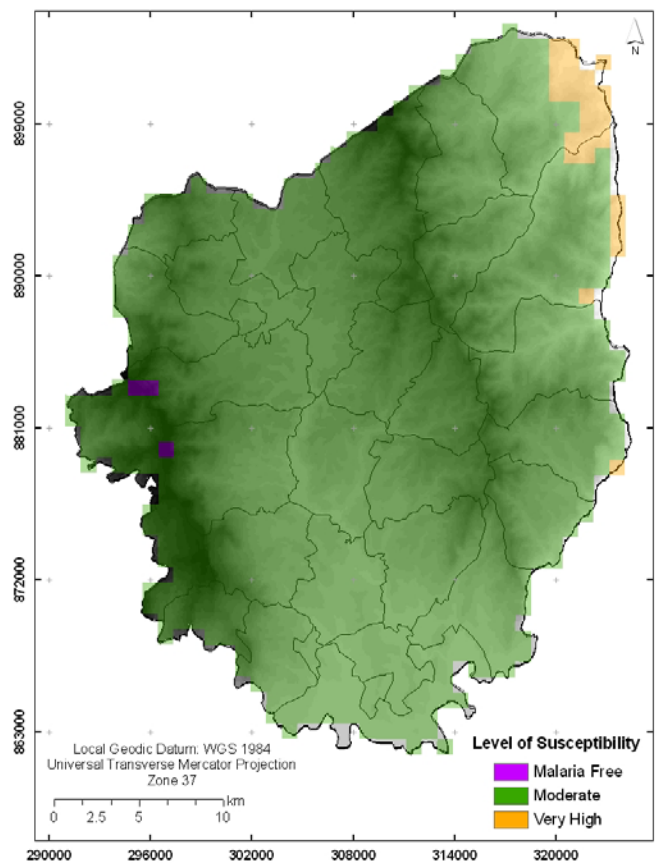 N
899000
890000
881000
872000
863000
Local Geodetic Datum: WGS 1984
Universal Transverse Mercator Projection
Zone 37
km
0 2.5 5 10
Level of Susceptibility
Malaria Free
Moderate
Very High
290000 296000 302000 308000 314000 320000